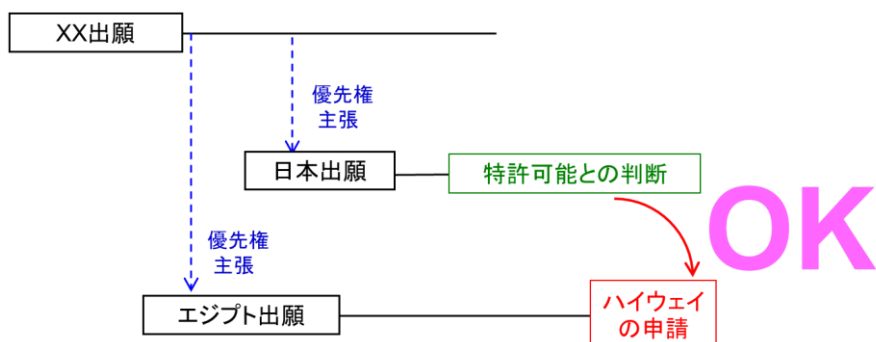 XX出願
優先権
主張
日本出願
特許可能との判断
OK
優先権
主張
エジプト出願
ハイウェイ
の申請